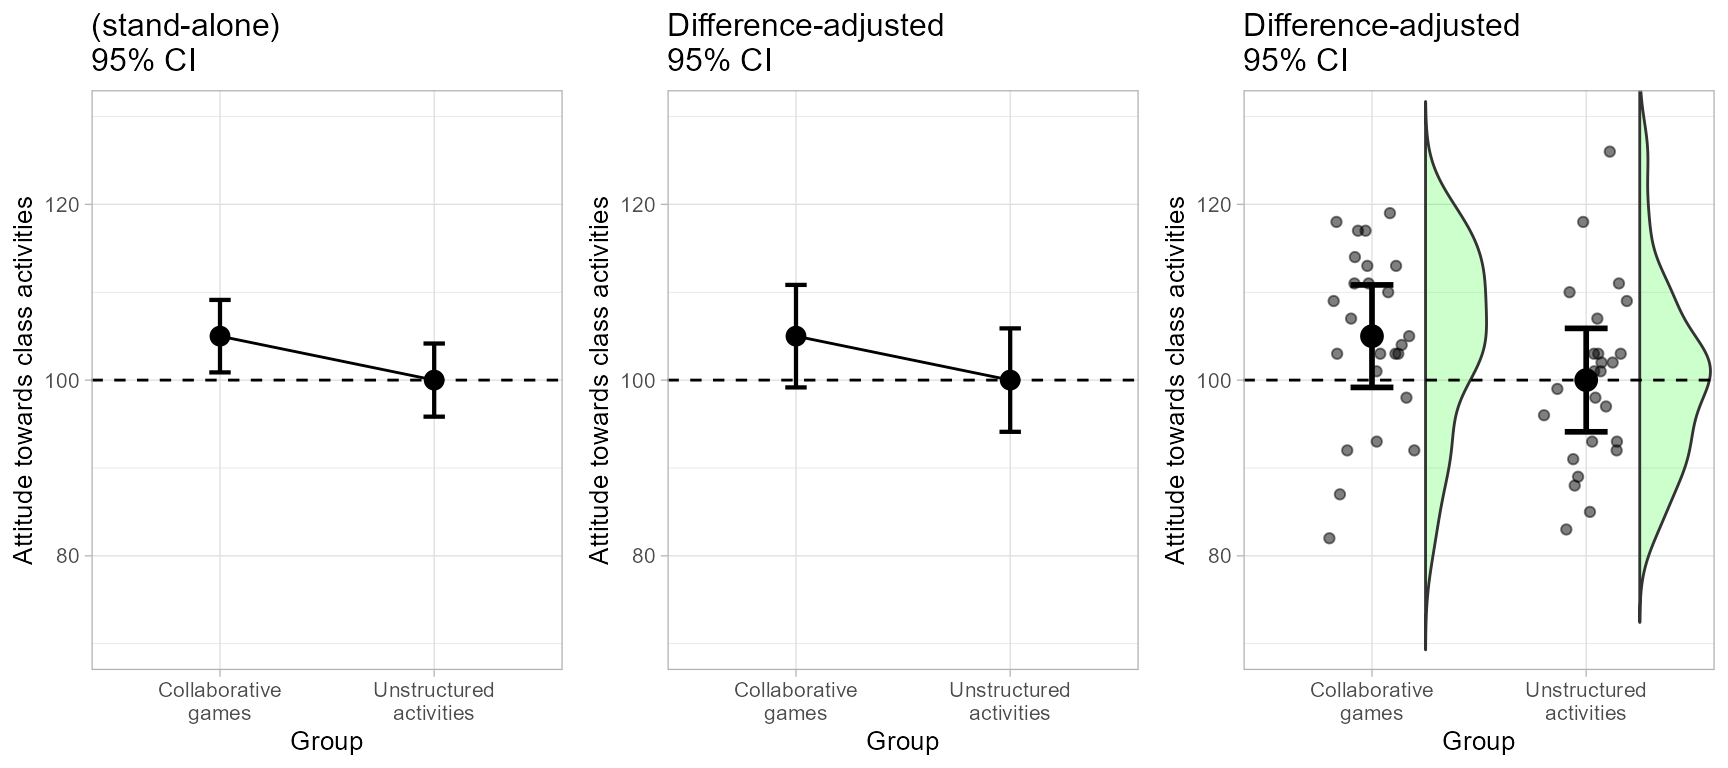 (stand-alone)
95% CI
Attitude towards class activities
120
100
80
Collaborative
games
Unstructured
activities
Group
Difference-adjusted
95% CI
Attitude towards class activities
120
100
80
Collaborative
games
Unstructured
activities
Group
Difference-adjusted
95% CI
Attitude towards class activities
120
100
80
Collaborative
games
Unstructured
activities
Group